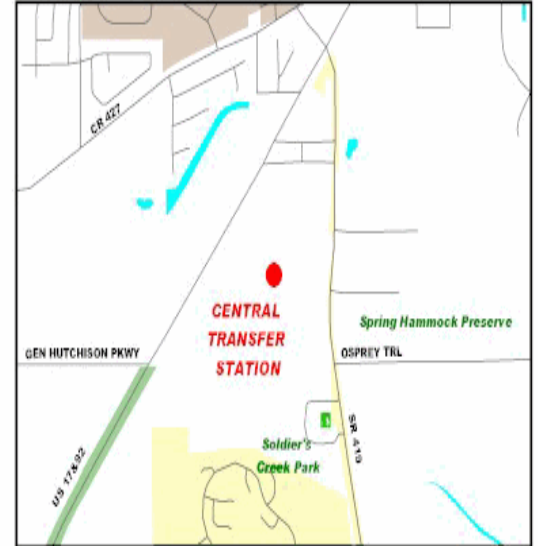 CR 427
CENTRAL
TRANSFER
STATION
Spring Hammock Preserve
GEN HUTCHISON PKWY
OSPREY TRL
US 17&92
Soldier's
Creek Park
SR 419